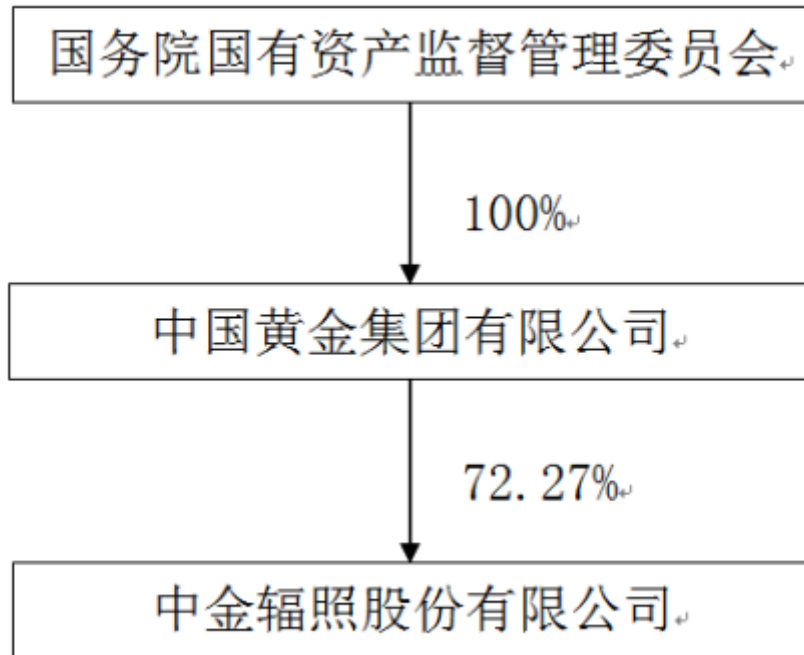 国务院国有资产监督管理委员会
100%
中国黄金集团有限公司
72.27%
中金辐照股份有限公司